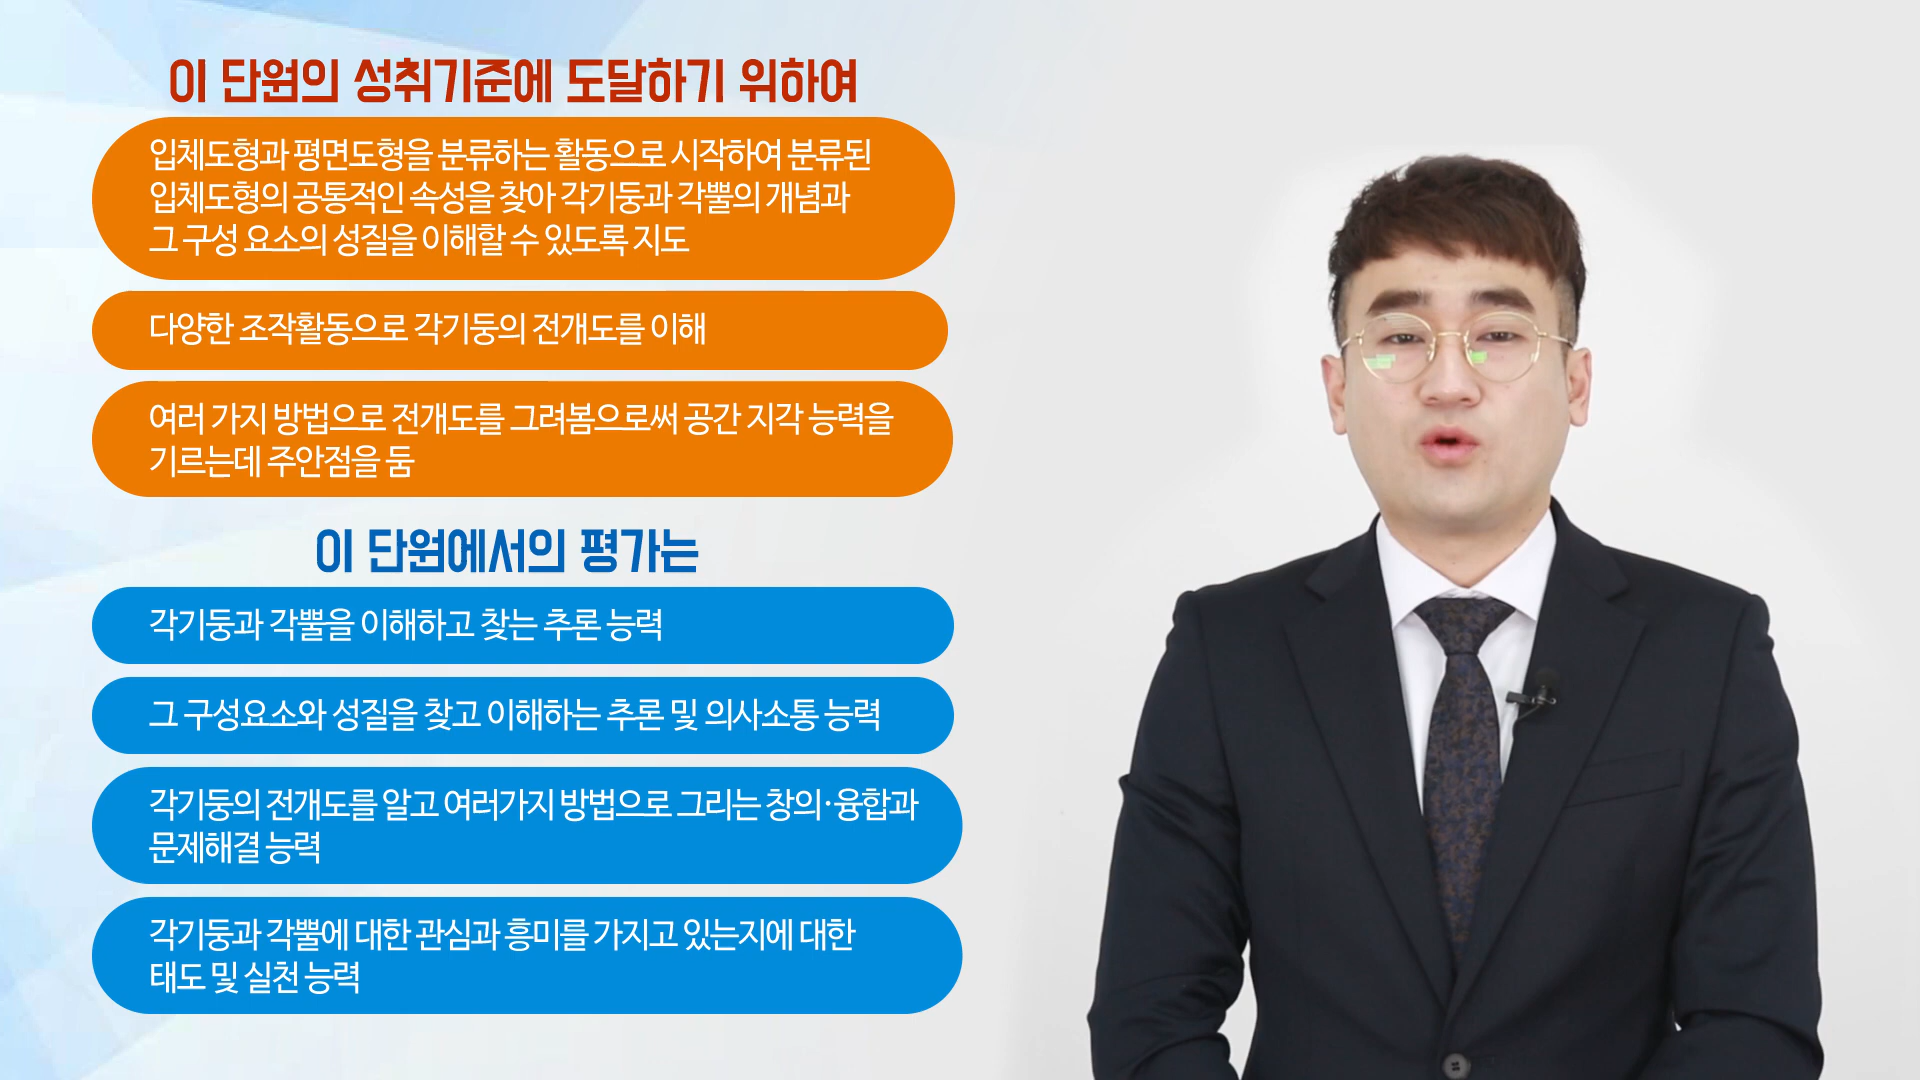 이 단원의 성취기준에 도달하기 위하여
입체도형과 평면도형을 분류하는 활동으로 시작하여 분류된
입체도형의 공통적인 속성을 찾아 각기둥과 각뿔의 개념과
그 구성 요소의 성질을 이해할 수 있도록 지도
다양한 조작활동으로 각기둥의 전개도를 이해
여러 가지 방법으로 전개도를 그려봄으로써 공간 지각 능력을
기르는데 주안점을 둠
이 단원에서의 평가는
각기둥과 각뿔을 이해하고 찾는 추론 능력
그 구성요소와 성질을 찾고 이해하는 추론 및 의사소통 능력
각기둥의 전개도를 알고 여러가지 방법으로 그리는 창의·융합과
문제해결 능력
각기둥과 각뿔에 대한 관심과 흥미를 가지고 있는지에 대한
태도 및 실천 능력